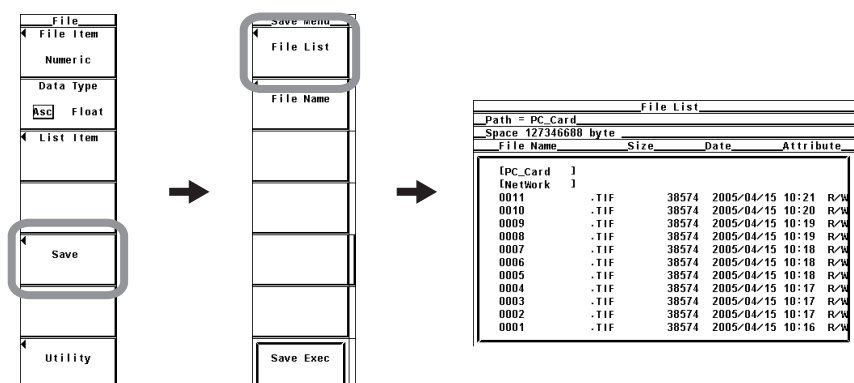 File
File Item
Numeric
Data Type
Asc Float
List Item
Save
Utility
Save Menu
File List
File Name
Save Exec
File List
Path = PC_Card
Space 127346688 byte
File Name Size Date Attribute
[PC_Card ]
[NetWork ]
0011 .TIF 38574 2005/04/15 10:21 R/W
0010 .TIF 38574 2005/04/15 10:20 R/W
0009 .TIF 38574 2005/04/15 10:19 R/W
0008 .TIF 38574 2005/04/15 10:19 R/W
0007 .TIF 38574 2005/04/15 10:18 R/W
0006 .TIF 38574 2005/04/15 10:18 R/W
0005 .TIF 38574 2005/04/15 10:18 R/W
0004 .TIF 38574 2005/04/15 10:17 R/W
0003 .TIF 38574 2005/04/15 10:17 R/W
0002 .TIF 38574 2005/04/15 10:17 R/W
0001 .TIF 38574 2005/04/15 10:16 R/W